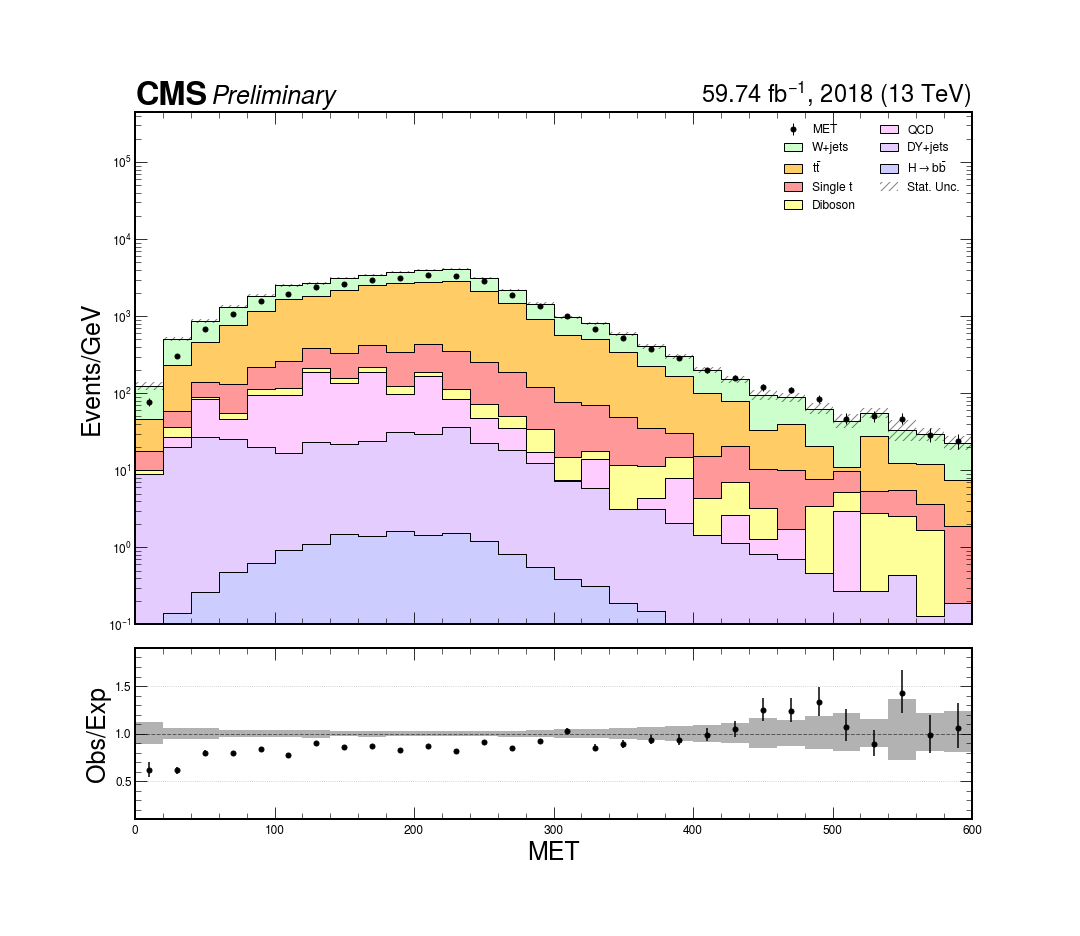 CMS Preliminary 59.74 fb⁻¹, 2018 (13 TeV)
MET QCD
W+jets DY+jets
tt̄ H→bb̄
Single t Stat. Unc.
Diboson
Events/GeV
10⁵
10⁴
10³
10²
10¹
10⁰
10⁻¹
Obs/Exp
1.5
1.0
0.5
0 100 200 300 400 500 600
MET